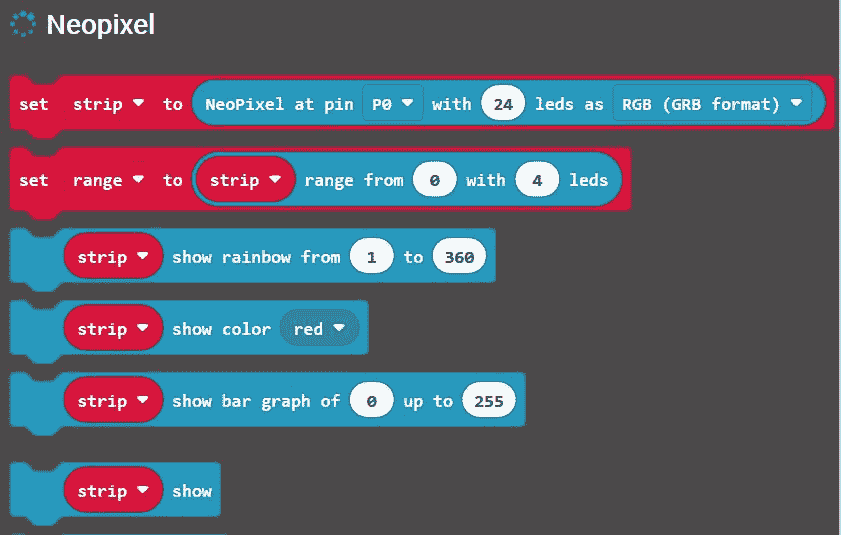 Neopixel
set strip to NeoPixel at pin P0 with 24 leds as RGB (GRB format)
set range to strip range from 0 with 4 leds
strip show rainbow from 1 to 360
strip show color red
strip show bar graph of 0 up to 255
strip show